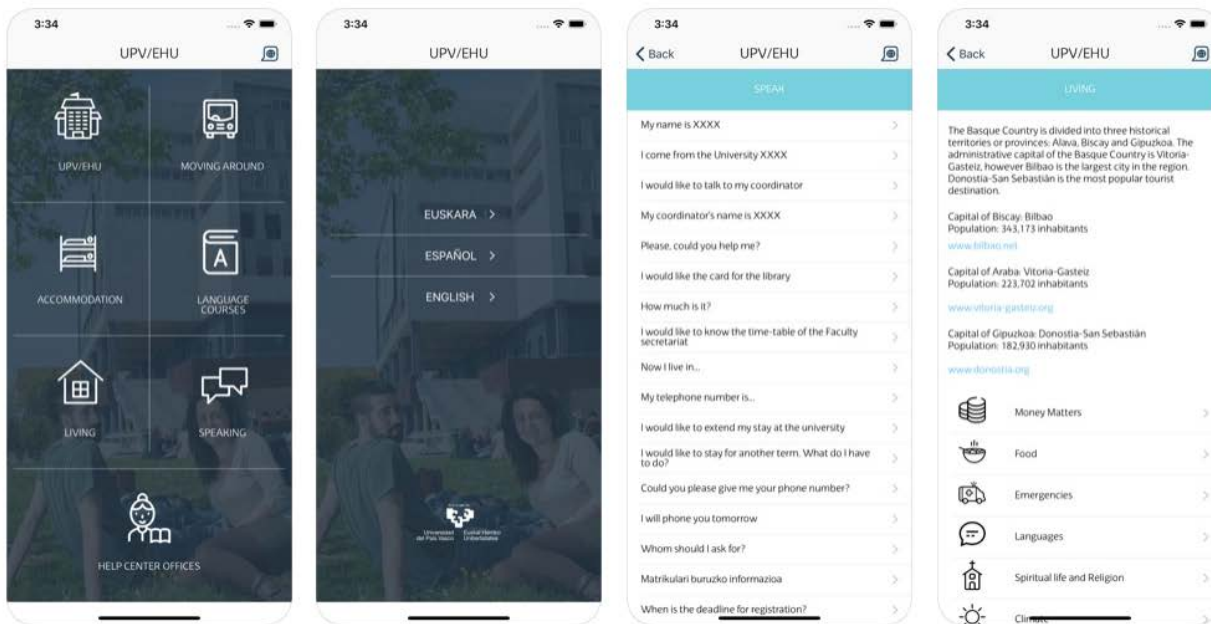 3:34
UPV/EHU
UPV/EHU
MOVING AROUND
ACCOMMODATION
LANGUAGE
COURSES
LIVING
SPEAKING
HELP CENTER OFFICES
3:34
UPV/EHU
EUSKARA
ESPAÑOL
ENGLISH
Universidad
del País Vasco
Euskal Herriko
Unibertsitatea
3:34
Back
UPV/EHU
SPEAK
My name is XXXX
I come from the University XXXX
I would like to talk to my coordinator
My coordinator's name is XXXX
Please, could you help me?
I would like the card for the library
How much is it?
I would like to know the time-table of the Faculty
secretariat
Now I live in...
My telephone number is...
I would like to extend my stay at the university
I would like to stay for another term. What do I have
to do?
Could you please give me your phone number?
I will phone you tomorrow
Whom should I ask for?
Matrikulari buruzko informazioa
When is the deadline for registration?
3:34
Back
UPV/EHU
LIVING
The Basque Country is divided into three historical
territories or provinces: Alava, Biscay and Gipuzkoa. The
administrative capital of the Basque Country is Vitoria-
Gasteiz, however Bilbao is the largest city in the region.
Donostia-San Sebastián is the most popular tourist
destination.
Capital of Biscay: Bilbao
Population: 343,173 inhabitants
www.bilbao.net
Capital of Araba: Vitoria-Gasteiz
Population: 223,702 inhabitants
www.vitoria-gasteiz.org
Capital of Gipuzkoa: Donostia-San Sebastián
Population: 182,930 inhabitants
www.donostia.org
Money Matters
Food
Emergencies
Languages
Spiritual life and Religion
Climate